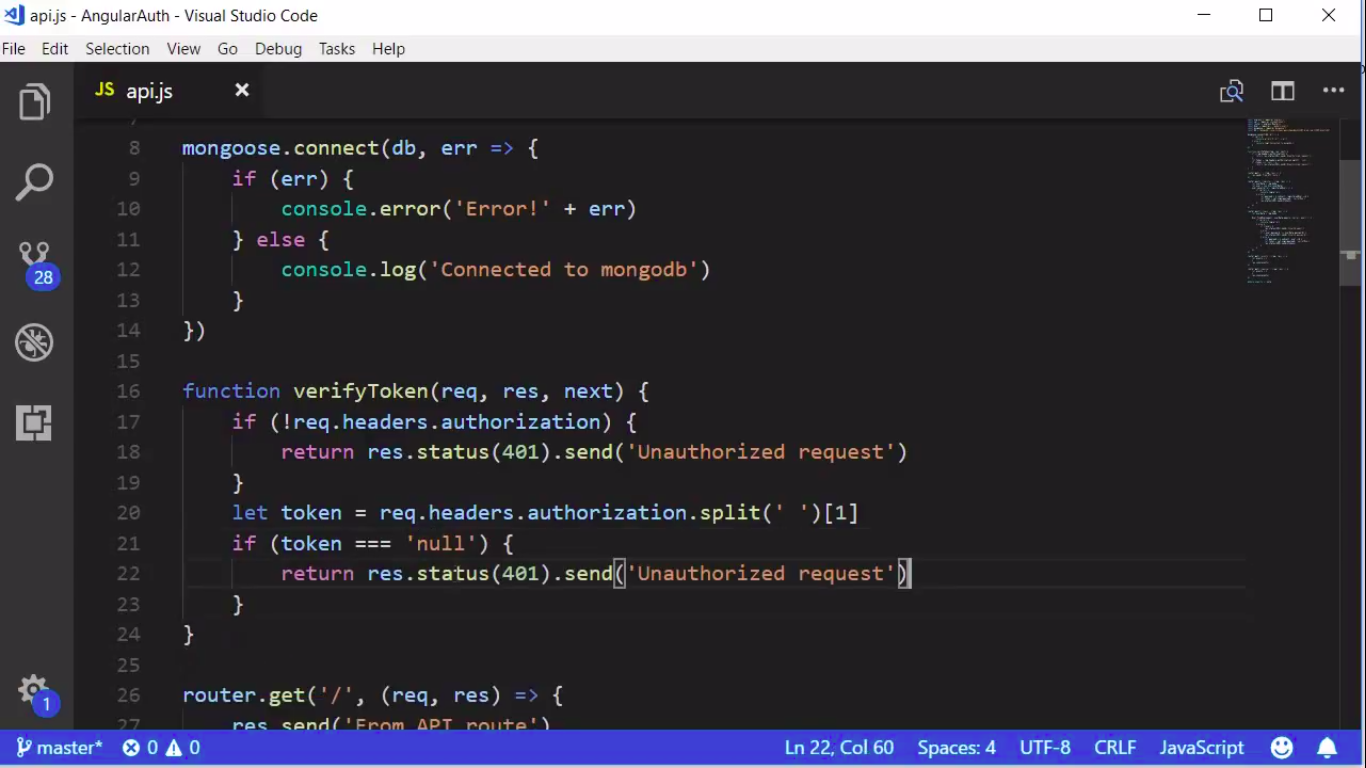 api.js - AngularAuth - Visual Studio Code
File Edit Selection View Go Debug Tasks Help
JS api.js
8 mongoose.connect(db, err => {
9 if (err) {
10 console.error('Error!' + err)
11 } else {
12 console.log('Connected to mongodb')
13 }
14 })
15
16 function verifyToken(req, res, next) {
17 if (!req.headers.authorization) {
18 return res.status(401).send('Unauthorized request')
19 }
20 let token = req.headers.authorization.split(' ')[1]
21 if (token === 'null') {
22 return res.status(401).send('Unauthorized request')
23 }
24 }
25
26 router.get('/', (req, res) => {
27 res.send('From API route')
28
1
master* 0 0 Ln 22, Col 60 Spaces: 4 UTF-8 CRLF JavaScript